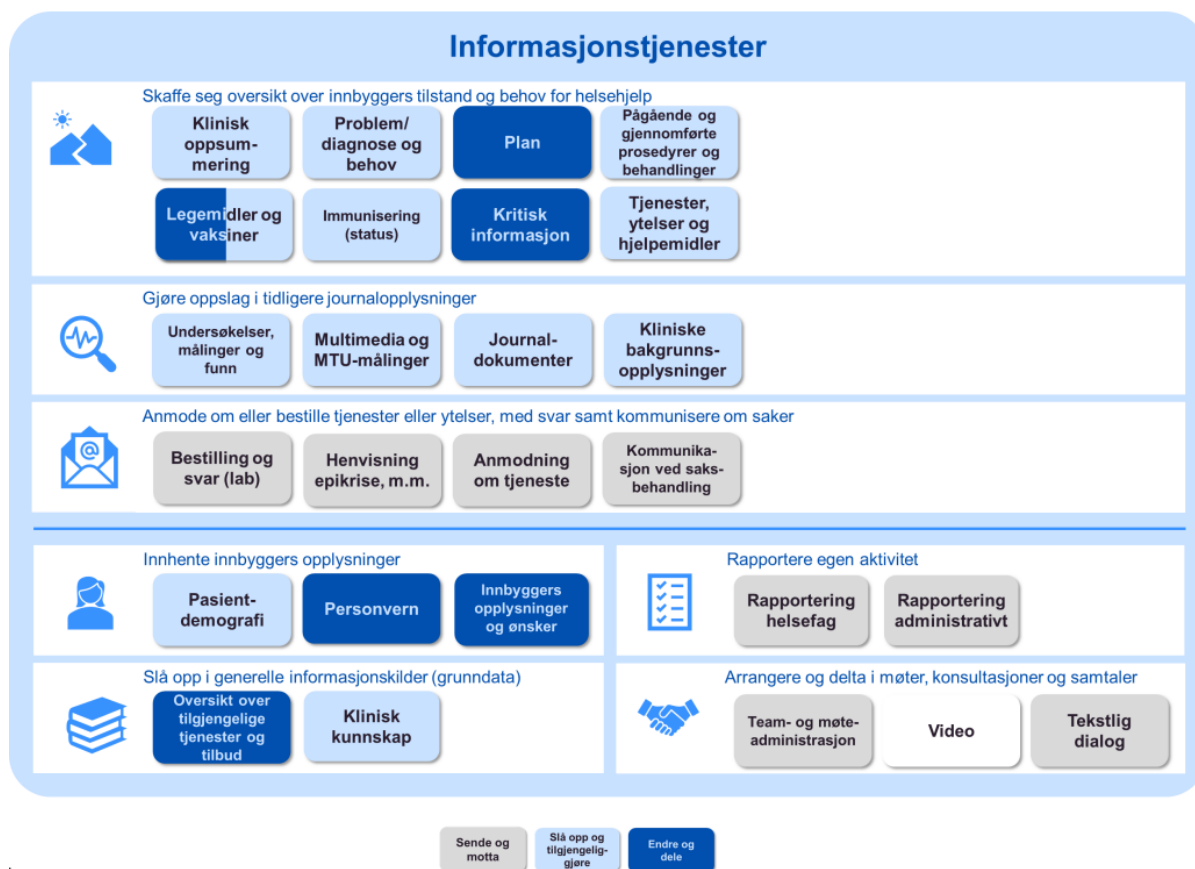 Informasjonstjenester
Skaffe seg oversikt over innbyggers tilstand og behov for helsehjelp
Klinisk
oppsum-
mering
Problem/
diagnose og
behov
Plan
Pågående og
gjennomførte
prosedyrer og
behandlinger
Legemidler og
vaksiner
Immunisering
(status)
Kritisk
informasjon
Tjenester,
ytelser og
hjelpemidler
Gjøre oppslag i tidligere journalopplysninger
Undersøkelser,
målinger og
funn
Multimedia og
MTU-målinger
Journal-
dokumenter
Kliniske
bakgrunns-
opplysninger
Anmode om eller bestille tjenester eller ytelser, med svar samt kommunisere om saker
@
Bestilling og
svar (lab)
Henvisning
epikrise, m.m.
Anmodning
om tjeneste
Kommunika-
sjon ved saks-
behandling
Innhente innbyggers opplysninger
Pasient-
demografi
Personvern
Innbyggers
opplysninger
og ønsker
Rapportere egen aktivitet
Rapportering
helsefag
Rapportering
administrativt
Slå opp i generelle informasjonskilder (grunndata)
Oversikt over
tilgjengelige
tjenester og
tilbud
Klinisk
kunnskap
Arrangere og delta i møter, konsultasjoner og samtaler
Team- og møte-
administrasjon
Video
Tekstlig
dialog
Sende og
motta
Slå opp og
tilgjengelig-
gjøre
Endre og
dele